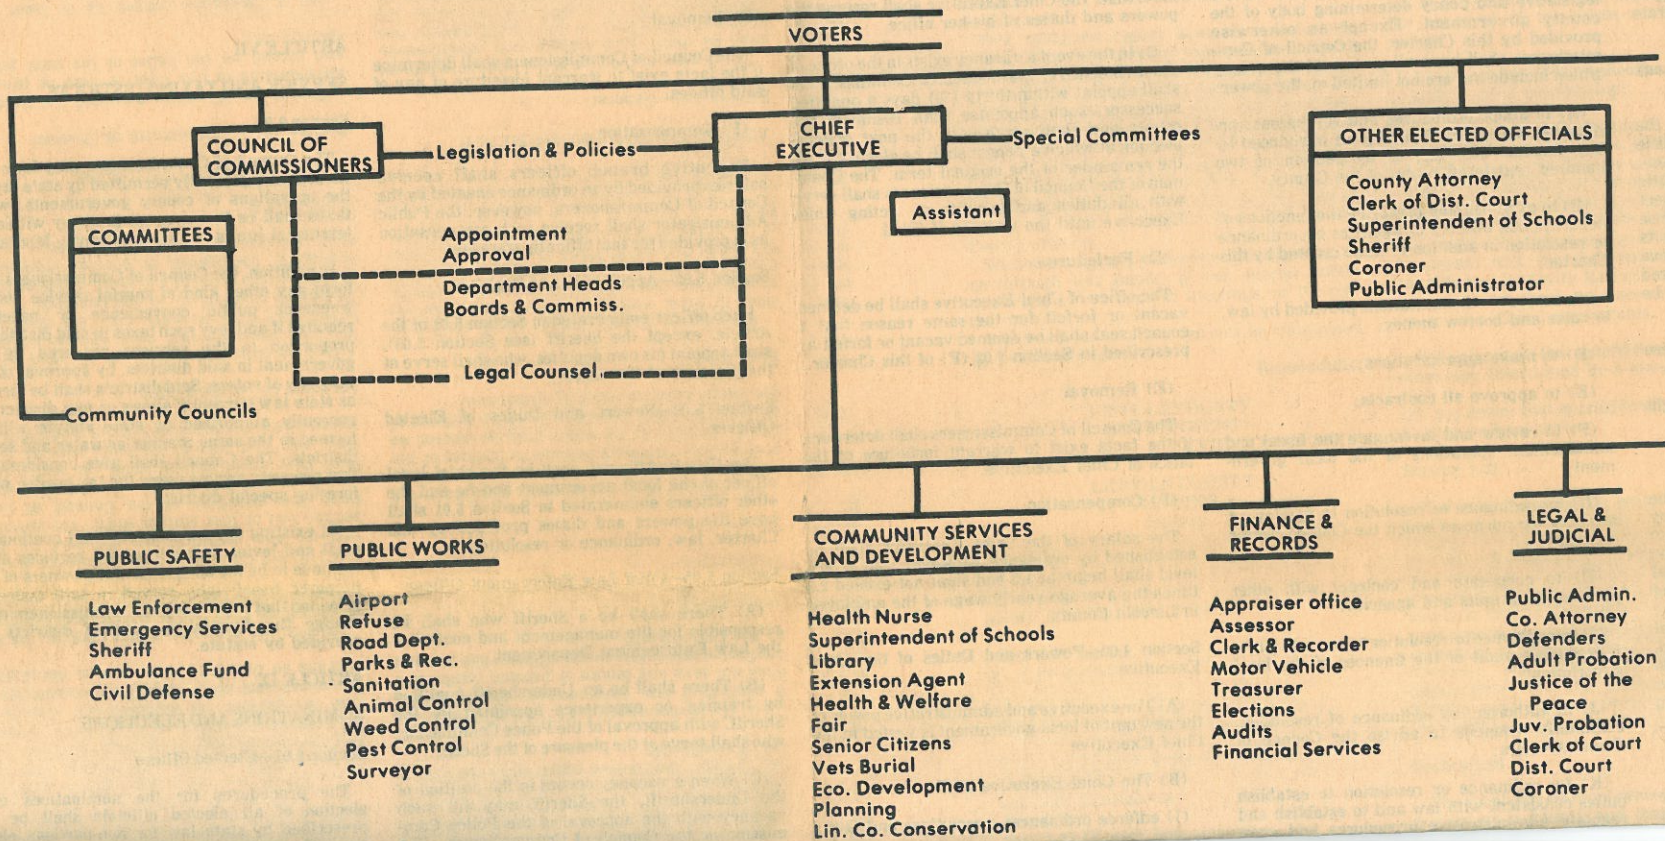 VOTERS
COUNCIL OF
COMMISSIONERS
Legislation & Policies
CHIEF
EXECUTIVE
Special Committees
OTHER ELECTED OFFICIALS
County Attorney
Clerk of Dist. Court
Superintendent of Schools
Sheriff
Coroner
Public Administrator
Assistant
COMMITTEES
Appointment
Approval
Department Heads
Boards & Commiss.
Legal Counsel
Community Councils
PUBLIC SAFETY
Law Enforcement
Emergency Services
Sheriff
Ambulance Fund
Civil Defense
PUBLIC WORKS
Airport
Refuse
Road Dept.
Parks & Rec.
Sanitation
Animal Control
Weed Control
Pest Control
Surveyor
COMMUNITY SERVICES
AND DEVELOPMENT
Health Nurse
Superintendent of Schools
Library
Extension Agent
Health & Welfare
Fair
Senior Citizens
Vets Burial
Eco. Development
Planning
Lin. Co. Conservation
FINANCE &
RECORDS
Appraiser office
Assessor
Clerk & Recorder
Motor Vehicle
Treasurer
Elections
Audits
Financial Services
LEGAL &
JUDICIAL
Public Admin.
Co. Attorney
Defenders
Adult Probation
Justice of the
Peace
Juv. Probation
Clerk of Court
Dist. Court
Coroner